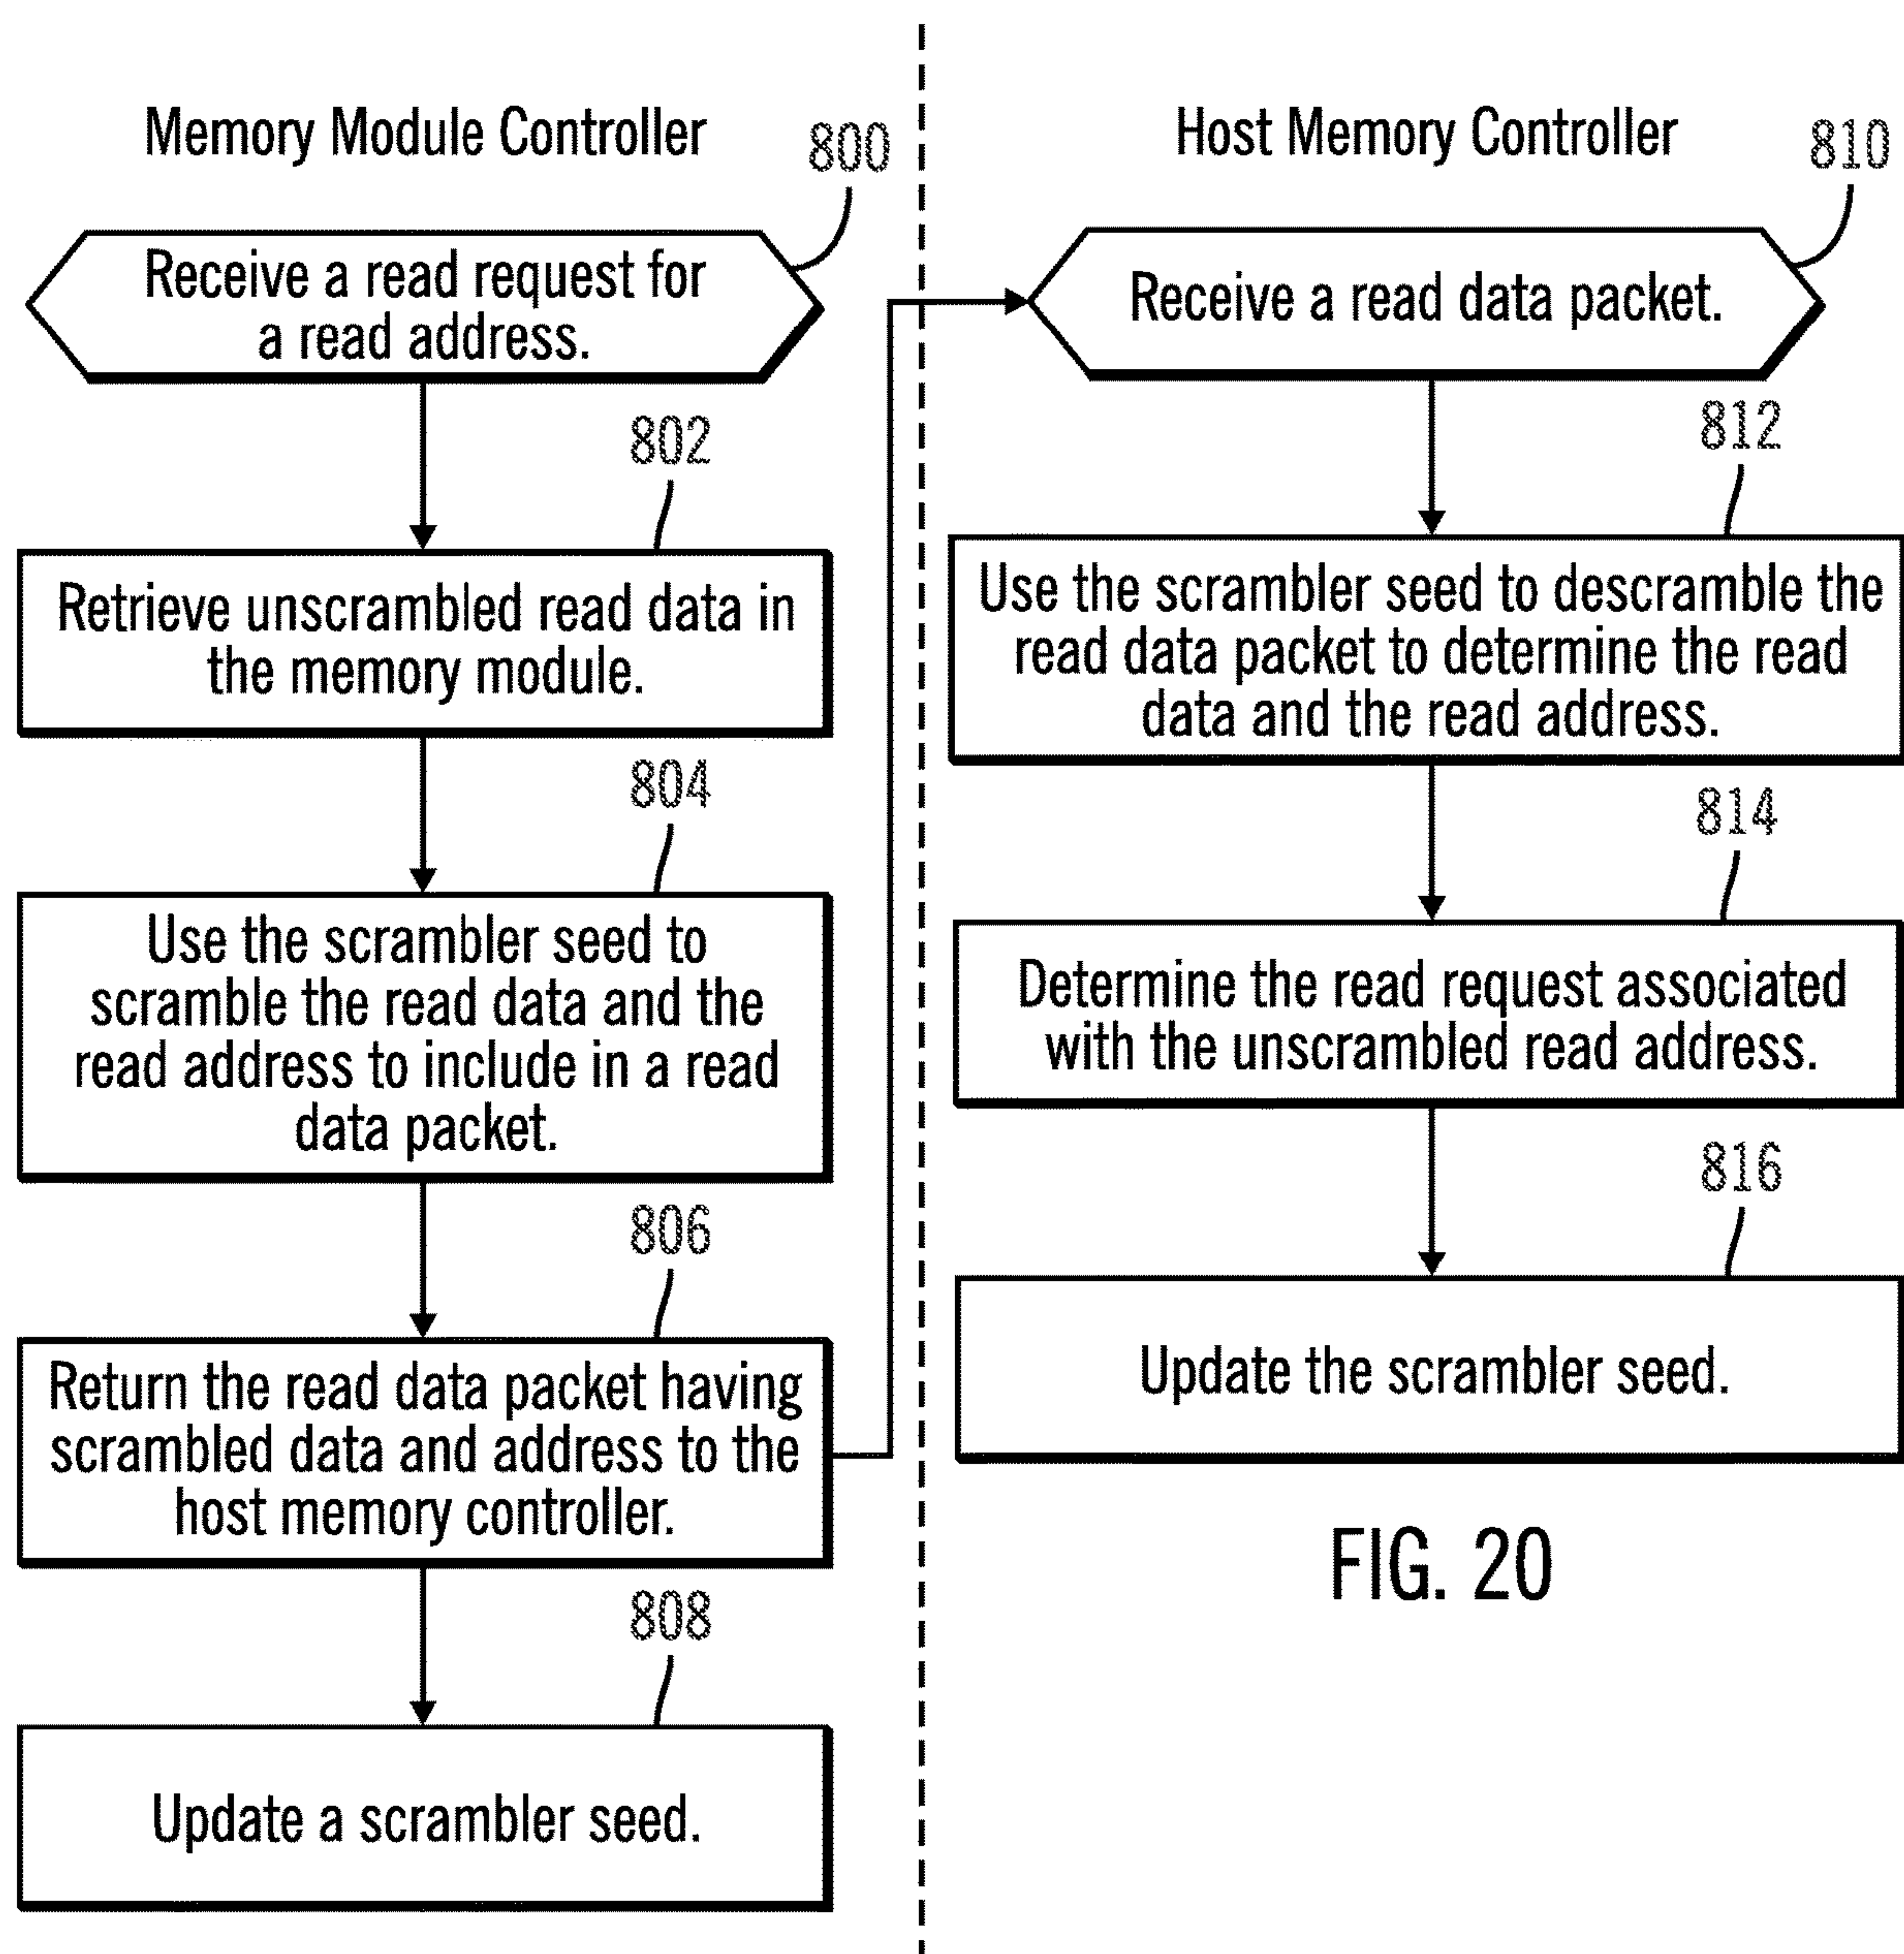 Memory Module Controller
800
Receive a read request for
a read address.
802
Retrieve unscrambled read data in
the memory module.
804
Use the scrambler seed to
scramble the read data and the
read address to include in a read
data packet.
806
Return the read data packet having
scrambled data and address to the
host memory controller.
808
Update a scrambler seed.
Host Memory Controller
810
Receive a read data packet.
812
Use the scrambler seed to descramble the
read data packet to determine the read
data and the read address.
814
Determine the read request associated
with the unscrambled read address.
816
Update the scrambler seed.
FIG. 20